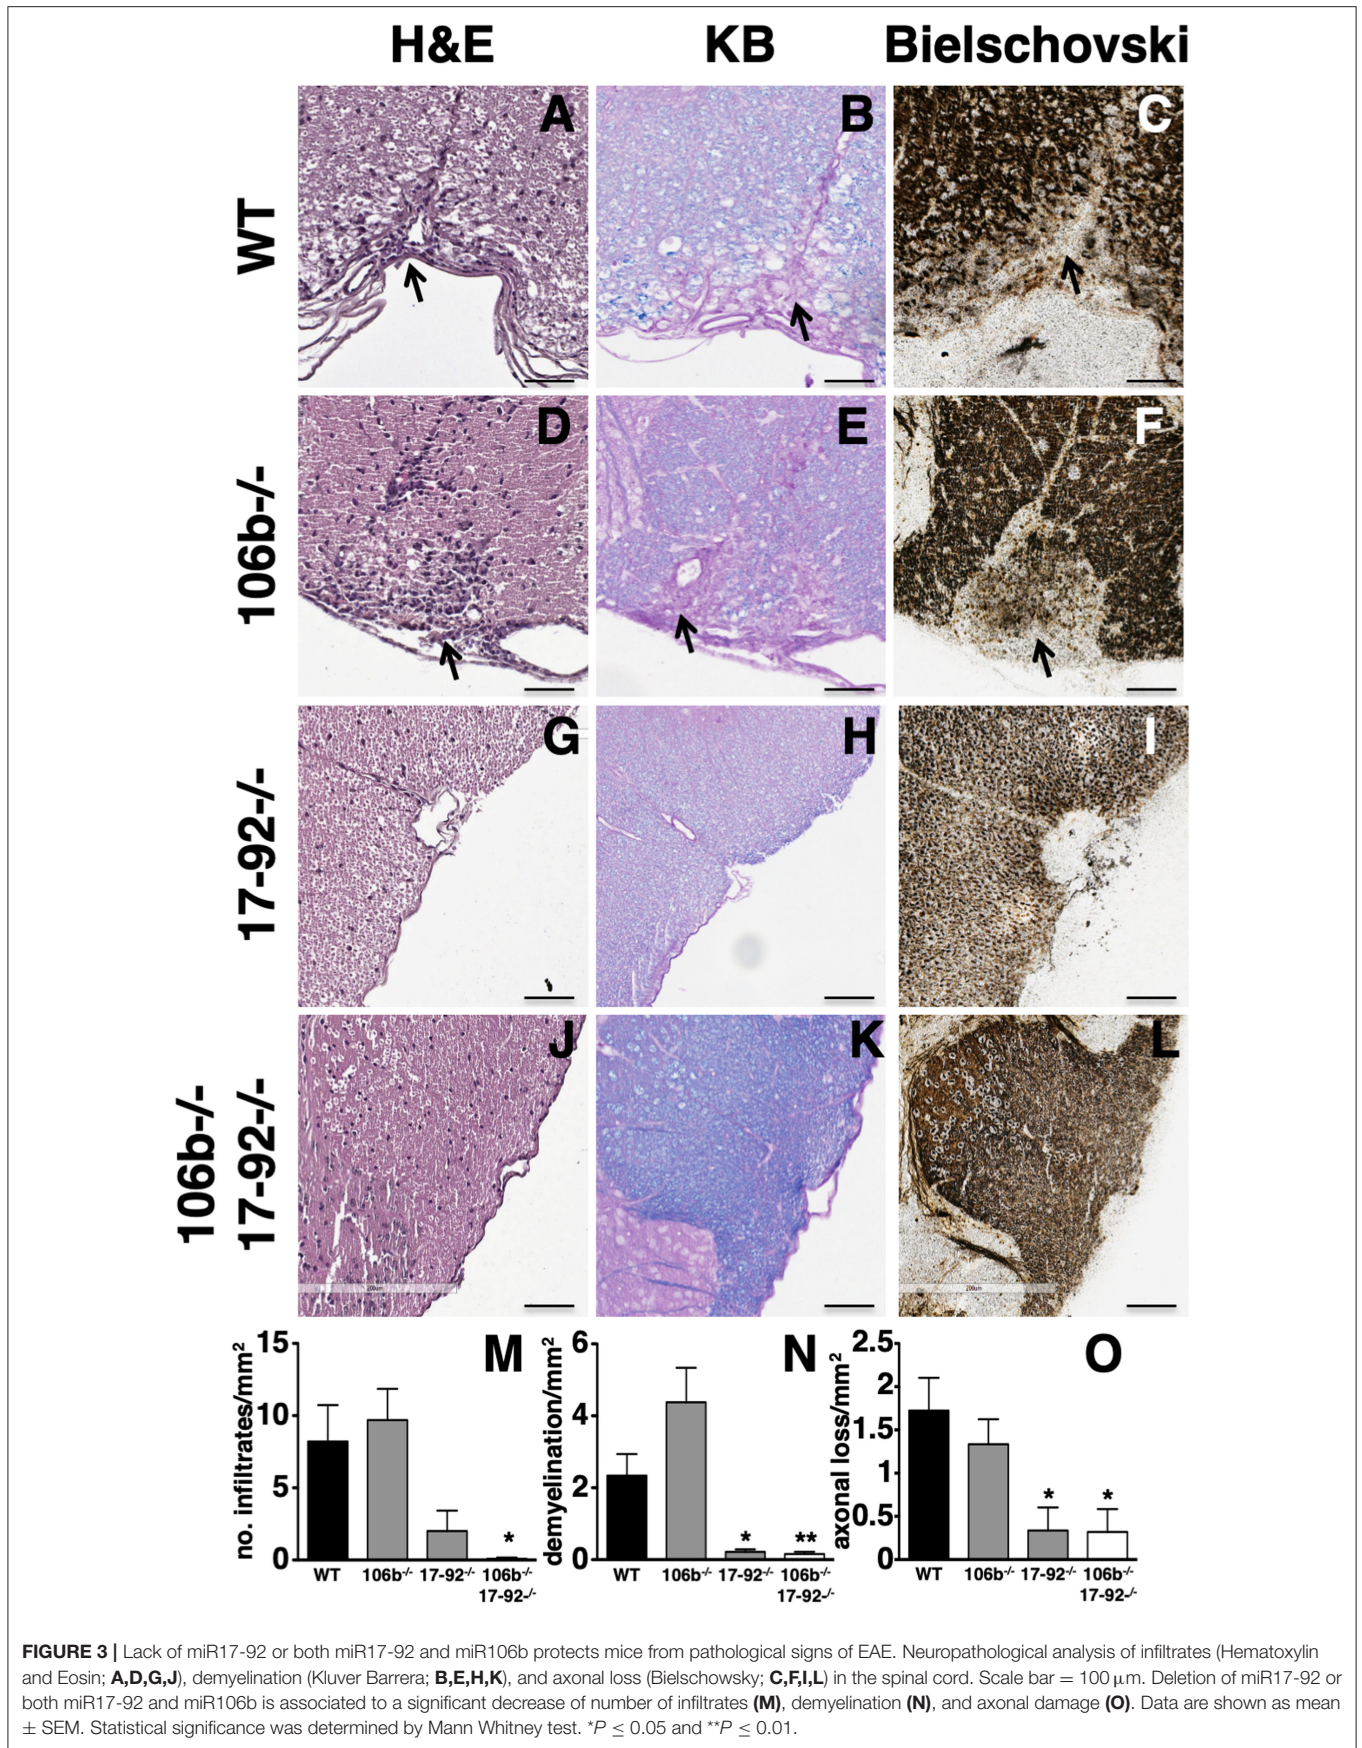 H&E KB Bielschovski
WT
A B C
106b-/-
D E F
17-92-/-
G H I
106b-/-
17-92-/-
J K L
200um 200um
M N O
no. infiltrates/mm²
15
10
5
0
WT 106b⁻/⁻ 17-92⁻/⁻ 106b⁻/⁻
17-92-/-
*
demyelination/mm²
6
4
2
0
WT 106b⁻/⁻ 17-92⁻/⁻ 106b⁻/⁻
17-92-/-
* **
axonal loss/mm²
2.5
2
1.5
1
0.5
0
WT 106b⁻/⁻ 17-92⁻/⁻ 106b⁻/⁻
17-92-/-
* *
FIGURE 3 | Lack of miR17-92 or both miR17-92 and miR106b protects mice from pathological signs of EAE. Neuropathological analysis of infiltrates (Hematoxylin
and Eosin; A,D,G,J), demyelination (Kluver Barrera; B,E,H,K), and axonal loss (Bielschowsky; C,F,I,L) in the spinal cord. Scale bar = 100 μm. Deletion of miR17-92 or
both miR17-92 and miR106b is associated to a significant decrease of number of infiltrates (M), demyelination (N), and axonal damage (O). Data are shown as mean
± SEM. Statistical significance was determined by Mann Whitney test. *P ≤ 0.05 and **P ≤ 0.01.